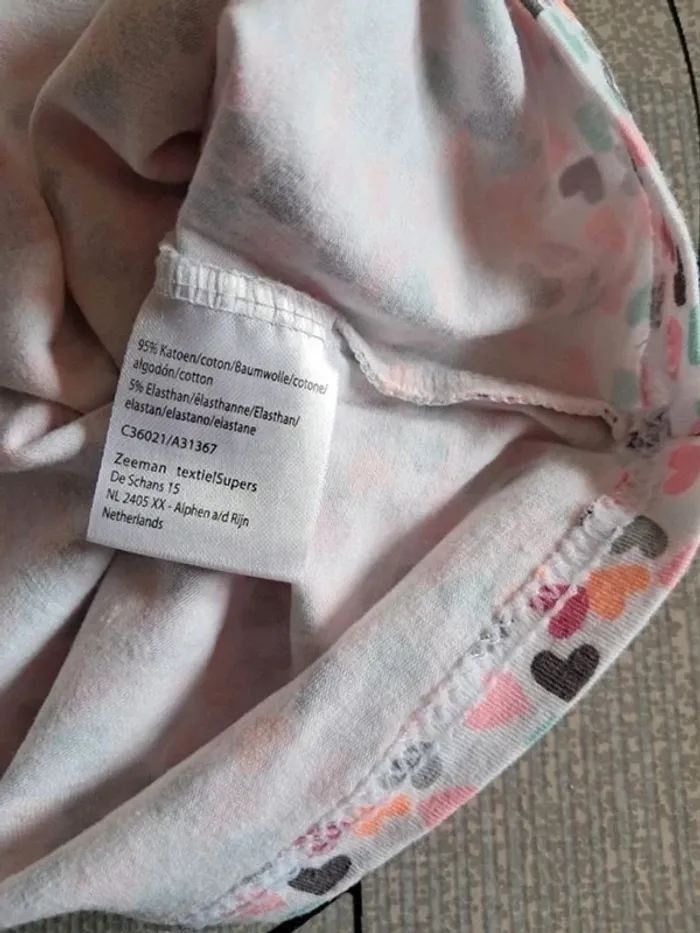 95% Katoen/coton/Baumwolle/cotone/
algodón/cotton
5% Elasthan/élasthanne/Elasthan/
elastan/elastano/elastane
C36021/A31367
Zeeman textielSupers
De Schans 15
NL 2405 XX - Alphen a/d Rijn
Netherlands